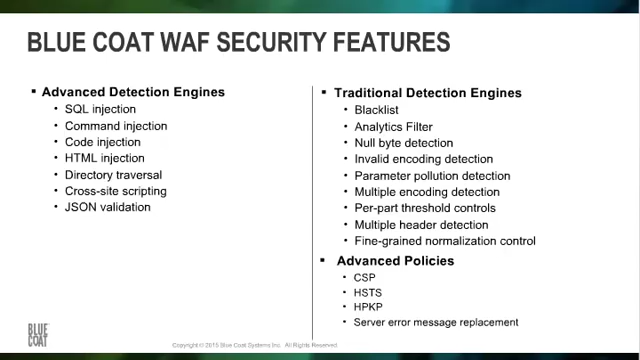 BLUE COAT WAF SECURITY FEATURES
▪ Advanced Detection Engines
• SQL injection
• Command injection
• Code injection
• HTML injection
• Directory traversal
• Cross-site scripting
• JSON validation
▪ Traditional Detection Engines
• Blacklist
• Analytics Filter
• Null byte detection
• Invalid encoding detection
• Parameter pollution detection
• Multiple encoding detection
• Per-part threshold controls
• Multiple header detection
• Fine-grained normalization control
▪ Advanced Policies
• CSP
• HSTS
• HPKP
• Server error message replacement
BLUE
COAT
Copyright © 2015 Blue Coat Systems Inc. All Rights Reserved.